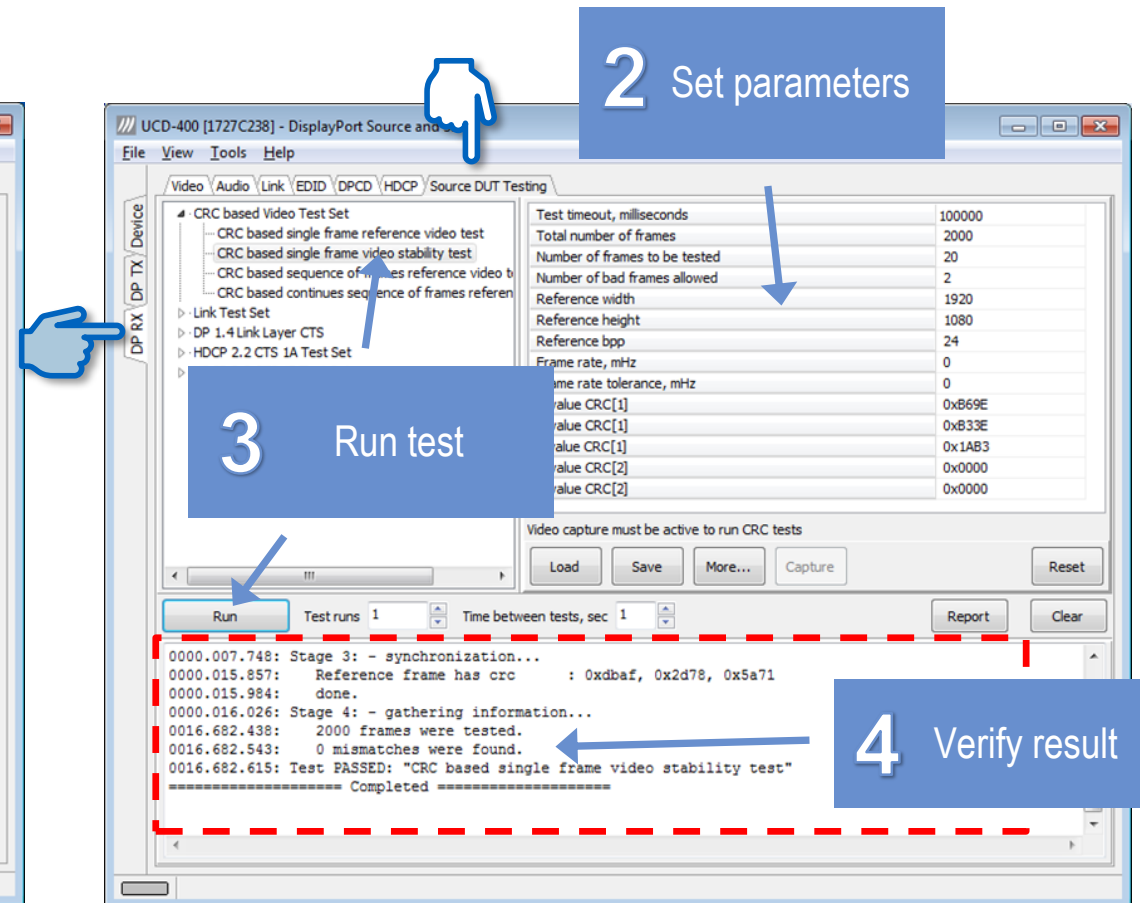 2 Set parameters
UCD-400 [1727C238] - DisplayPort Source and
File View Tools Help
Video Audio Link EDID DPCD HDCP Source DUT Testing
Device
DP TX
DP RX
CRC based Video Test Set
CRC based single frame reference video test
CRC based single frame video stability test
CRC based sequence of frames reference video t
CRC based continues sequence of frames referen
Link Test Set
DP 1.4 Link Layer CTS
HDCP 2.2 CTS 1A Test Set
Test timeout, milliseconds 100000
Total number of frames 2000
Number of frames to be tested 20
Number of bad frames allowed 2
Reference width 1920
Reference height 1080
Reference bpp 24
Frame rate, mHz 0
ame rate tolerance, mHz 0
value CRC[1] 0xB69E
value CRC[1] 0xB33E
value CRC[1] 0x1AB3
value CRC[2] 0x0000
value CRC[2] 0x0000
3 Run test
Video capture must be active to run CRC tests
Load Save More... Capture Reset
Run Test runs 1 Time between tests, sec 1 Report Clear
0000.007.748: Stage 3: - synchronization...
0000.015.857: Reference frame has crc : 0xdbaf, 0x2d78, 0x5a71
0000.015.984: done.
0000.016.026: Stage 4: - gathering information...
0016.682.438: 2000 frames were tested.
0016.682.543: 0 mismatches were found.
0016.682.615: Test PASSED: "CRC based single frame video stability test"
==================== Completed ====================
4 Verify result